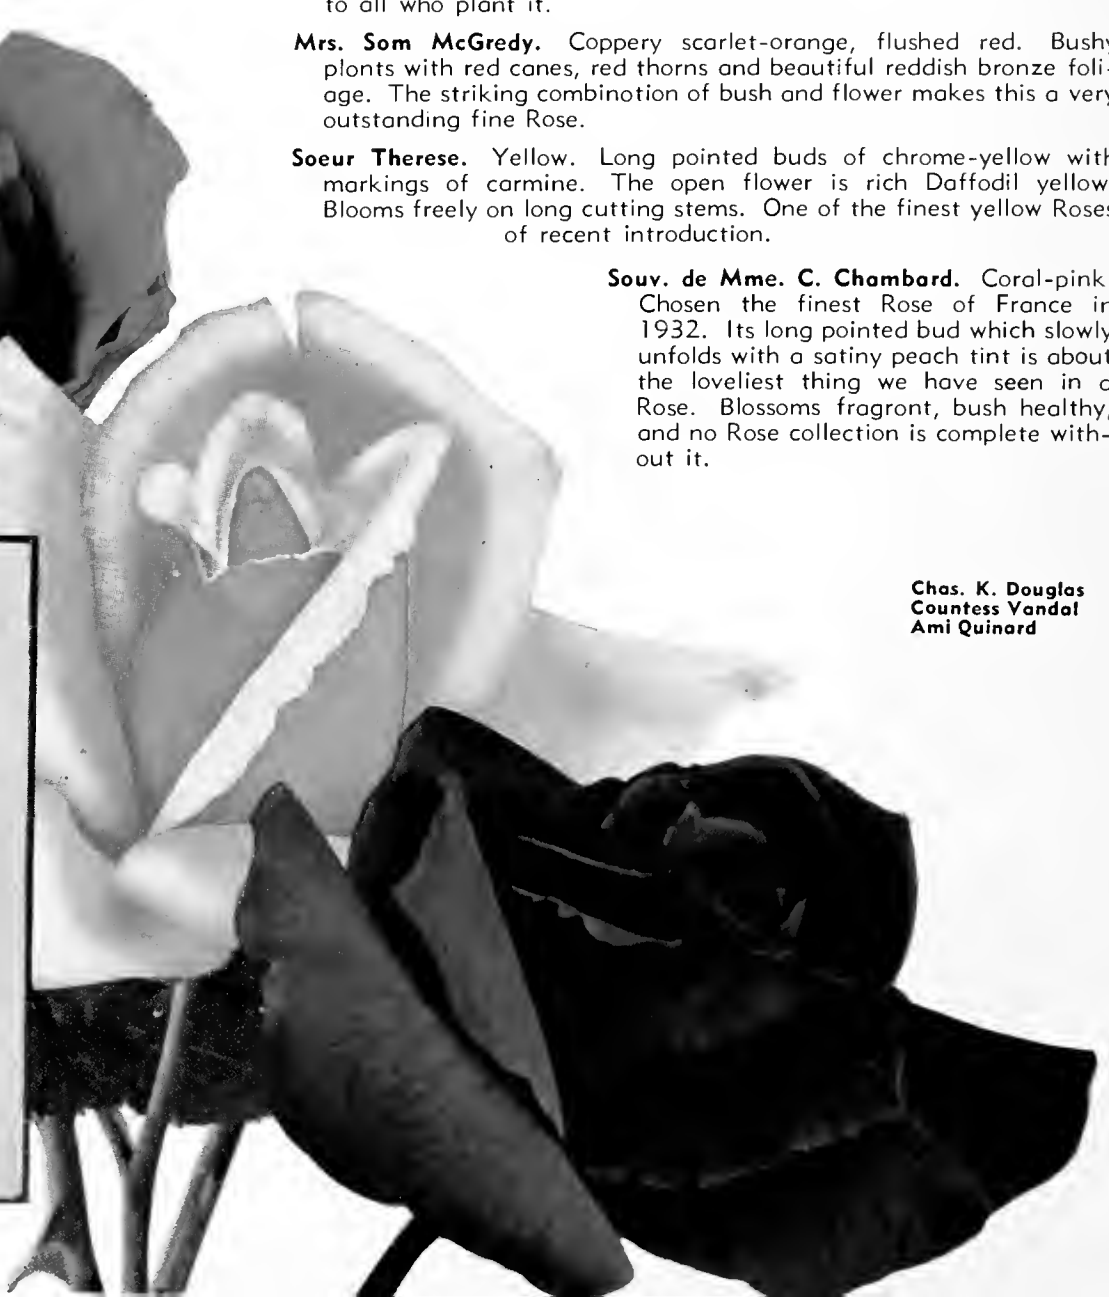 to all who plant it.
Mrs. Sam McGredy. Coppery scarlet-orange, flushed red. Bushy
plants with red canes, red thorns and beautiful reddish bronze foli-
age. The striking combination of bush and flower makes this a very
outstanding fine Rose.
Soeur Therese. Yellow. Long pointed buds of chrome-yellow with
markings of carmine. The open flower is rich Daffodil yellow
Blooms freely on long cutting stems. One of the finest yellow Roses
of recent introduction.
Souv. de Mme. C. Chambard. Coral-pink
Chosen the finest Rose of France in
1932. Its long pointed bud which slowly
unfolds with a satiny peach tint is about
the loveliest thing we have seen in a
Rose. Blossoms fragrant, bush healthy,
and no Rose collection is complete with-
out it.
Chas. K. Douglas
Countess Vandal
Ami Quinard